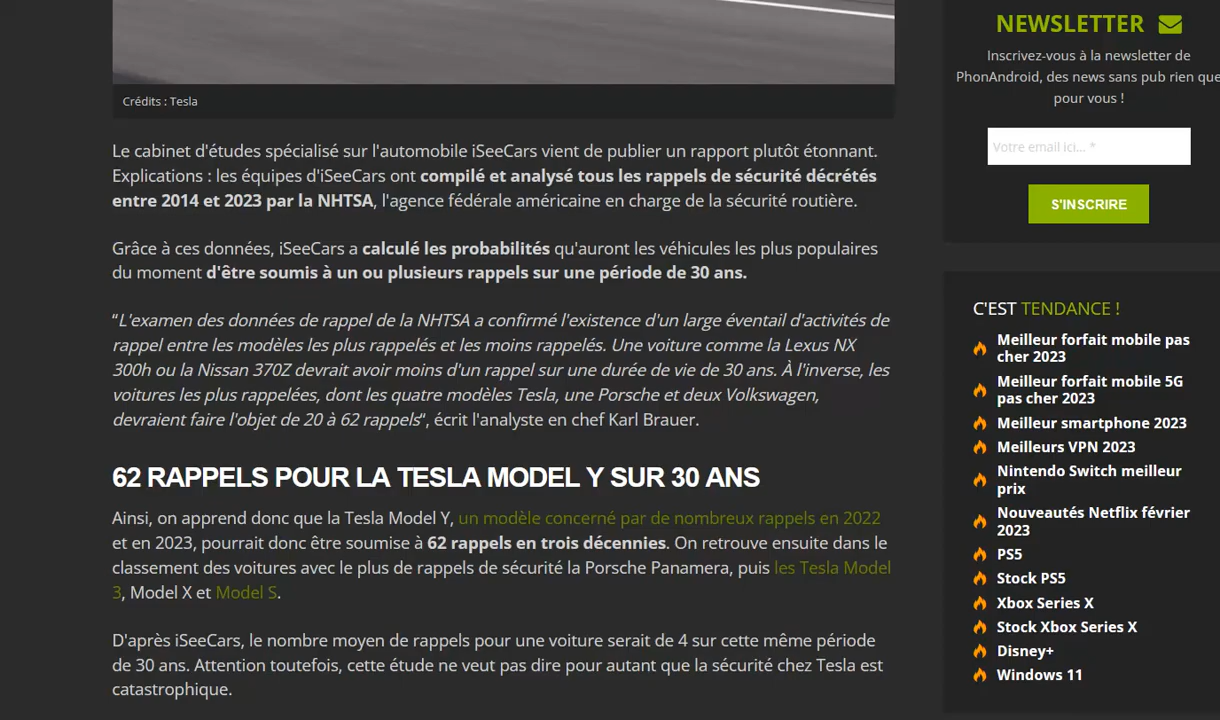 Crédits : Tesla
Le cabinet d'études spécialisé sur l'automobile iSeeCars vient de publier un rapport plutôt étonnant.
Explications : les équipes d'iSeeCars ont compilé et analysé tous les rappels de sécurité décrétés
entre 2014 et 2023 par la NHTSA, l'agence fédérale américaine en charge de la sécurité routière.
Grâce à ces données, iSeeCars a calculé les probabilités qu'auront les véhicules les plus populaires
du moment d'être soumis à un ou plusieurs rappels sur une période de 30 ans.
“L'examen des données de rappel de la NHTSA a confirmé l'existence d'un large éventail d'activités de
rappel entre les modèles les plus rappelés et les moins rappelés. Une voiture comme la Lexus NX
300h ou la Nissan 370Z devrait avoir moins d'un rappel sur une durée de vie de 30 ans. À l'inverse, les
voitures les plus rappelées, dont les quatre modèles Tesla, une Porsche et deux Volkswagen,
devraient faire l'objet de 20 à 62 rappels“, écrit l'analyste en chef Karl Brauer.
62 RAPPELS POUR LA TESLA MODEL Y SUR 30 ANS
Ainsi, on apprend donc que la Tesla Model Y, un modèle concerné par de nombreux rappels en 2022
et en 2023, pourrait donc être soumise à 62 rappels en trois décennies. On retrouve ensuite dans le
classement des voitures avec le plus de rappels de sécurité la Porsche Panamera, puis les Tesla Model
3, Model X et Model S.
D'après iSeeCars, le nombre moyen de rappels pour une voiture serait de 4 sur cette même période
de 30 ans. Attention toutefois, cette étude ne veut pas dire pour autant que la sécurité chez Tesla est
catastrophique.
NEWSLETTER
Inscrivez-vous à la newsletter de
PhonAndroid, des news sans pub rien que
pour vous !
Votre email ici... *
S'INSCRIRE
C'EST TENDANCE !
Meilleur forfait mobile pas
cher 2023
Meilleur forfait mobile 5G
pas cher 2023
Meilleur smartphone 2023
Meilleurs VPN 2023
Nintendo Switch meilleur
prix
Nouveautés Netflix février
2023
PS5
Stock PS5
Xbox Series X
Stock Xbox Series X
Disney+
Windows 11